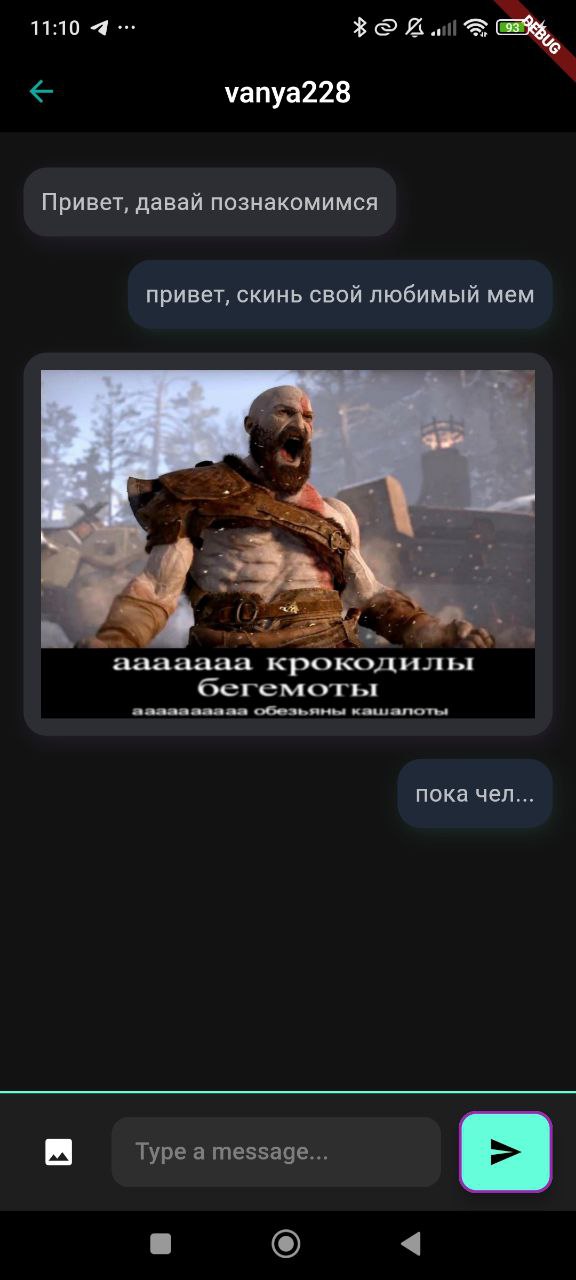 11:10
93
DEBUG
vanya228
Привет, давай познакомимся
привет, скинь свой любимый мем
ааааааа крокодилы
бегемоты
аааааааааа обезьяны кашалоты
пока чел...
Type a message...